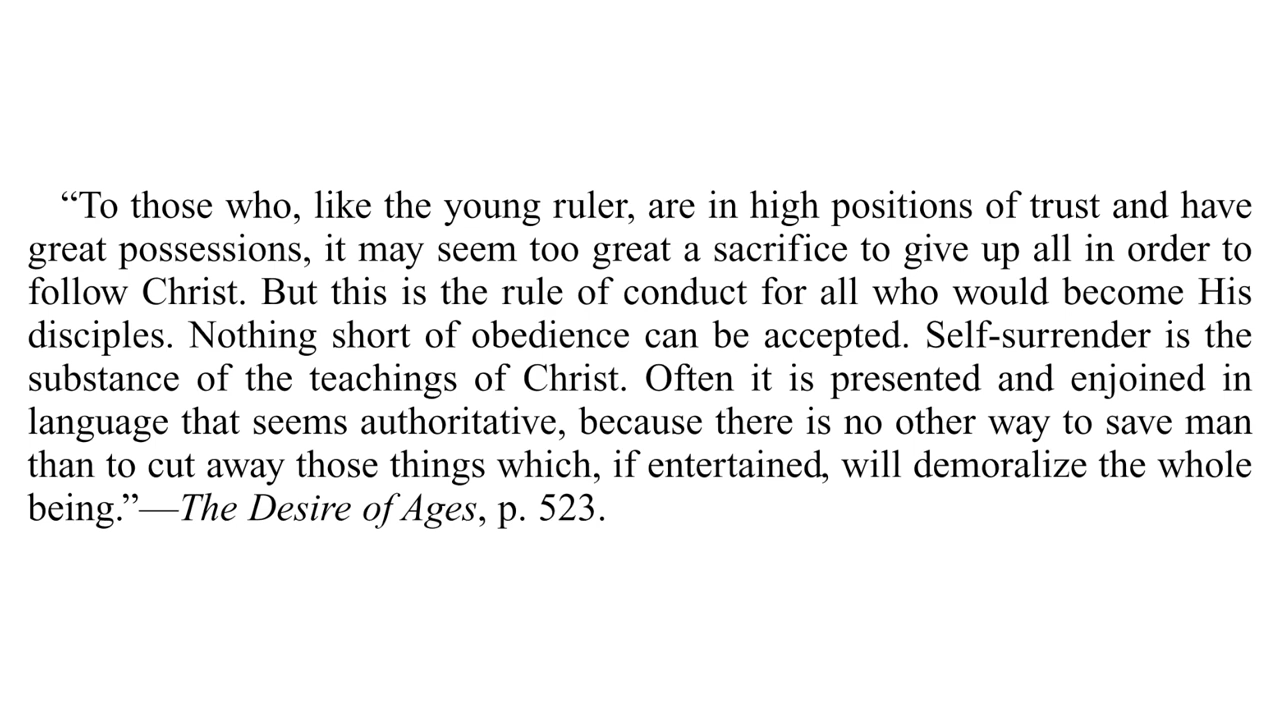 “To those who, like the young ruler, are in high positions of trust and have
great possessions, it may seem too great a sacrifice to give up all in order to
follow Christ. But this is the rule of conduct for all who would become His
disciples. Nothing short of obedience can be accepted. Self-surrender is the
substance of the teachings of Christ. Often it is presented and enjoined in
language that seems authoritative, because there is no other way to save man
than to cut away those things which, if entertained, will demoralize the whole
being.”—The Desire of Ages, p. 523.